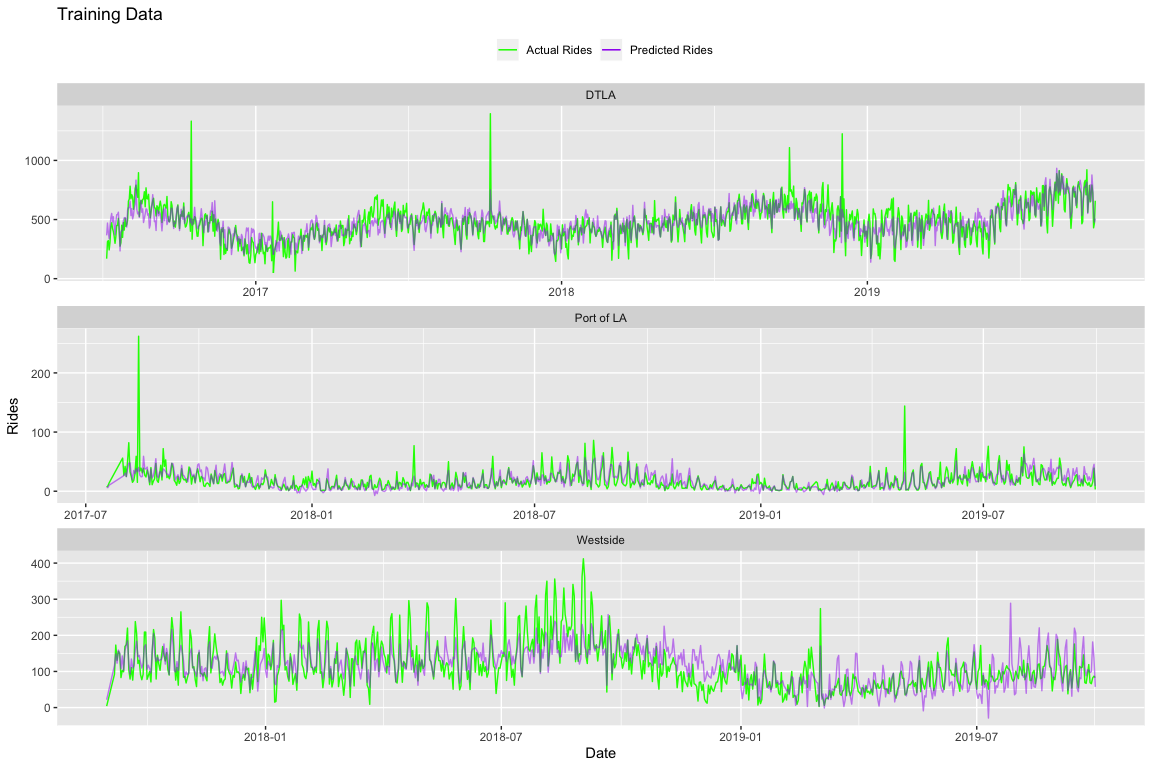 Training Data
Actual Rides Predicted Rides
DTLA
1000
500
0
2017 2018 2019
Port of LA
200
100
0
2017-07 2018-01 2018-07 2019-01 2019-07
Rides
Westside
400
300
200
100
0
2018-01 2018-07 2019-01 2019-07
Date